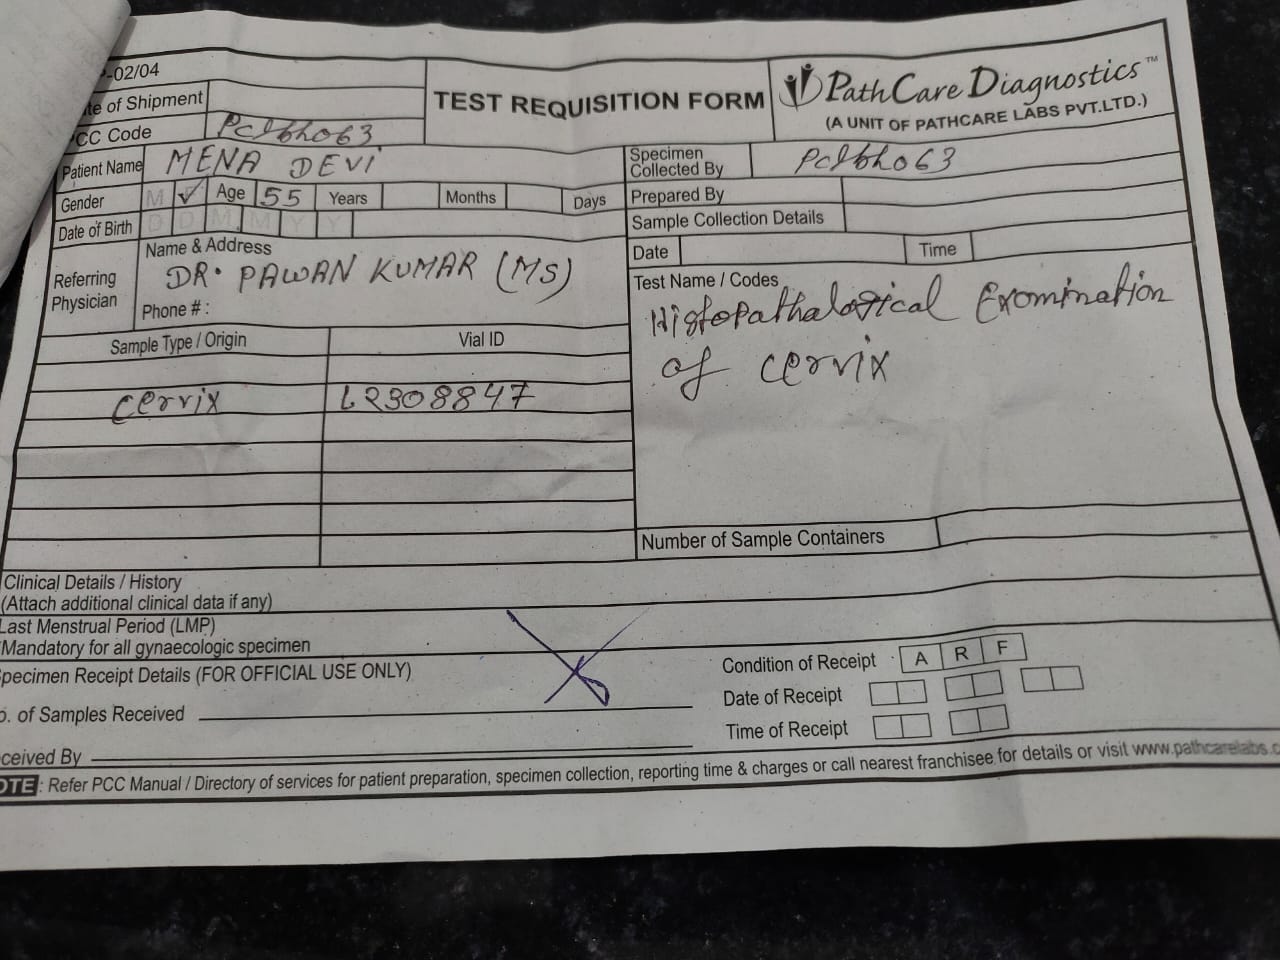 -02/04
te of Shipment
CC Code
TEST REQUISITION FORM
PathCare Diagnostics™
(A UNIT OF PATHCARE LABS PVT.LTD.)
Patient Name MENA DEVI
Gender M ✓ Age 55 Years Months Days
Date of Birth D D M M Y Y
Referring Physician
Name & Address
DR. PAWAN KUMAR (MS)
Phone # :
Sample Type / Origin Vial ID
cervix L2308847
Specimen Collected By
Prepared By
Sample Collection Details
Date Time
Test Name / Codes
Histopathalogical Exomination
of cervix
Number of Sample Containers
Clinical Details / History
(Attach additional clinical data if any)
Last Menstrual Period (LMP)
Mandatory for all gynaecologic specimen
pecimen Receipt Details (FOR OFFICIAL USE ONLY)
o. of Samples Received
ceived By
Condition of Receipt A R F
Date of Receipt
Time of Receipt
OTE : Refer PCC Manual / Directory of services for patient preparation, specimen collection, reporting time & charges or call nearest franchisee for details or visit www.pathcarelabs.c